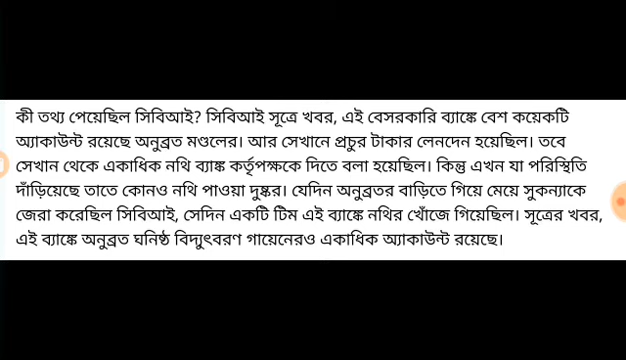 কী তথ্য পেয়েছিল সিবিআই? সিবিআই সূত্রে খবর, এই বেসরকারি ব্যাঙ্কে বেশ কয়েকটি
অ্যাকাউন্ট রয়েছে অনুব্রত মণ্ডলের। আর সেখানে প্রচুর টাকার লেনদেন হয়েছিল। তবে
সেখান থেকে একাধিক নথি ব্যাঙ্ক কর্তৃপক্ষকে দিতে বলা হয়েছিল। কিন্তু এখন যা পরিস্থিতি
দাঁড়িয়েছে তাতে কোনও নথি পাওয়া দুষ্কর। যেদিন অনুব্রতর বাড়িতে গিয়ে মেয়ে সুকন্যাকে
জেরা করেছিল সিবিআই, সেদিন একটি টিম এই ব্যাঙ্কে নথির খোঁজে গিয়েছিল। সূত্রের খবর,
এই ব্যাঙ্কে অনুব্রত ঘনিষ্ঠ বিদ্যুৎবরণ গায়েনেরও একাধিক অ্যাকাউন্ট রয়েছে।